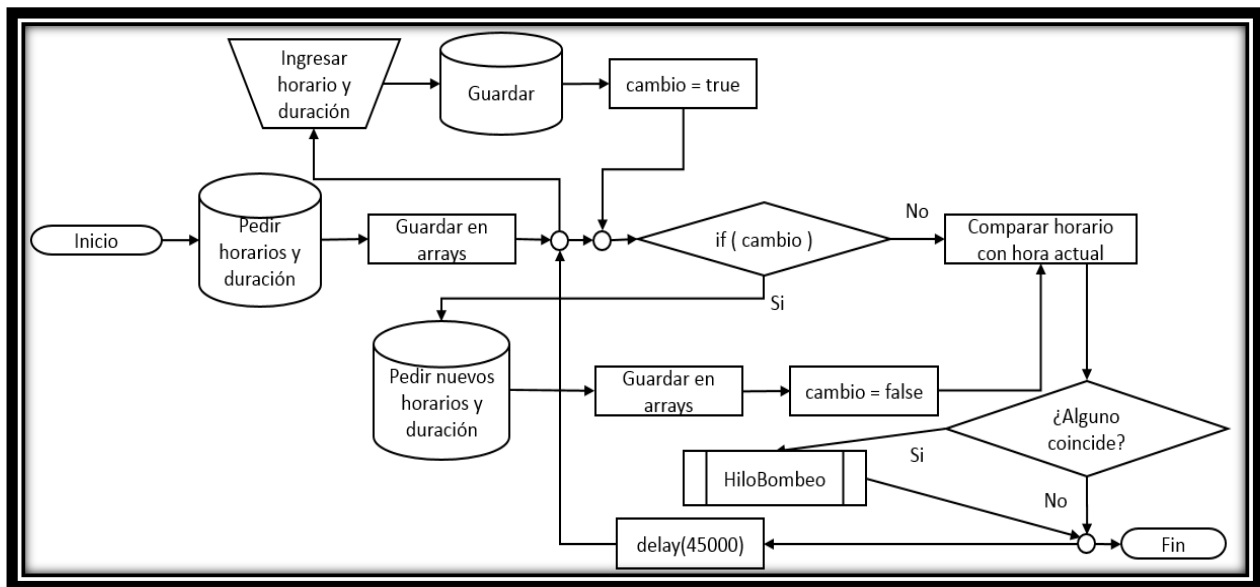 Ingresar
horario y
duración
Guardar
cambio = true
Inicio
Pedir
horarios y
duración
Guardar en
arrays
if ( cambio )
No
Comparar horario
con hora actual
Si
Pedir nuevos
horarios y
duración
Guardar en
arrays
cambio = false
¿Alguno
coincide?
Si
HiloBombeo
No
delay(45000)
Fin